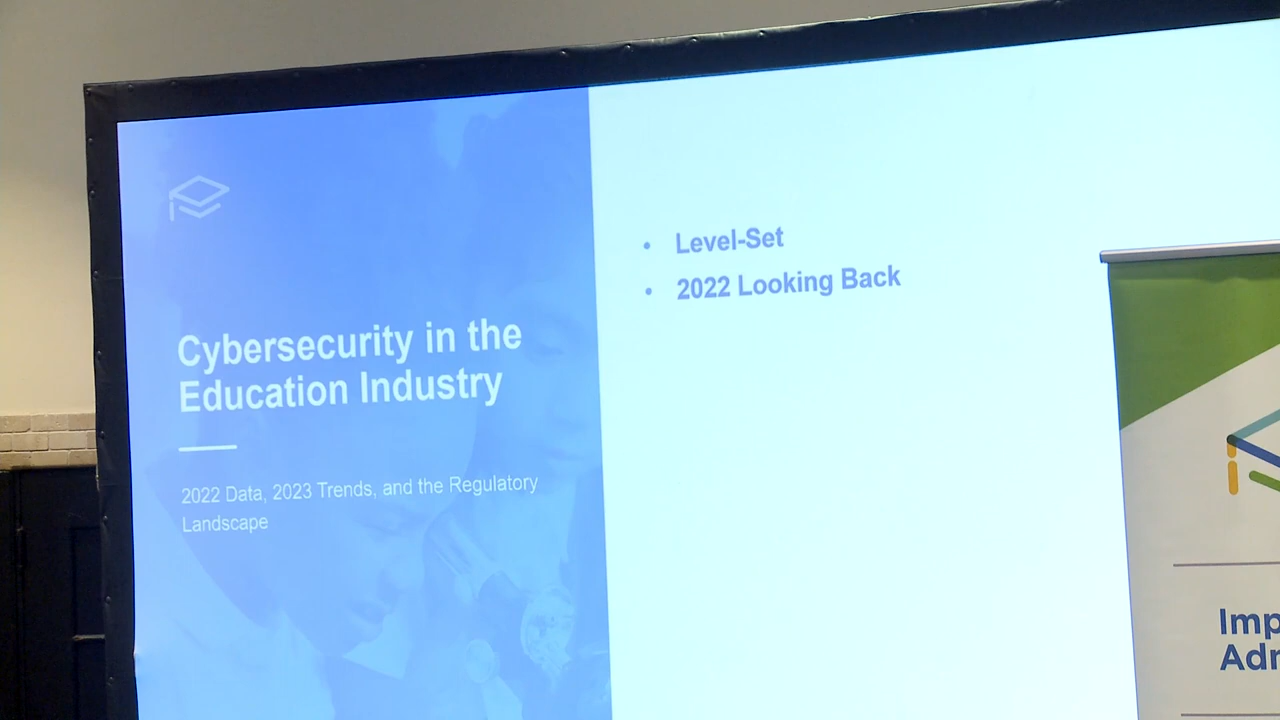 Cybersecurity in the
Education Industry
2022 Data, 2023 Trends, and the Regulatory
Landscape
• Level-Set
• 2022 Looking Back